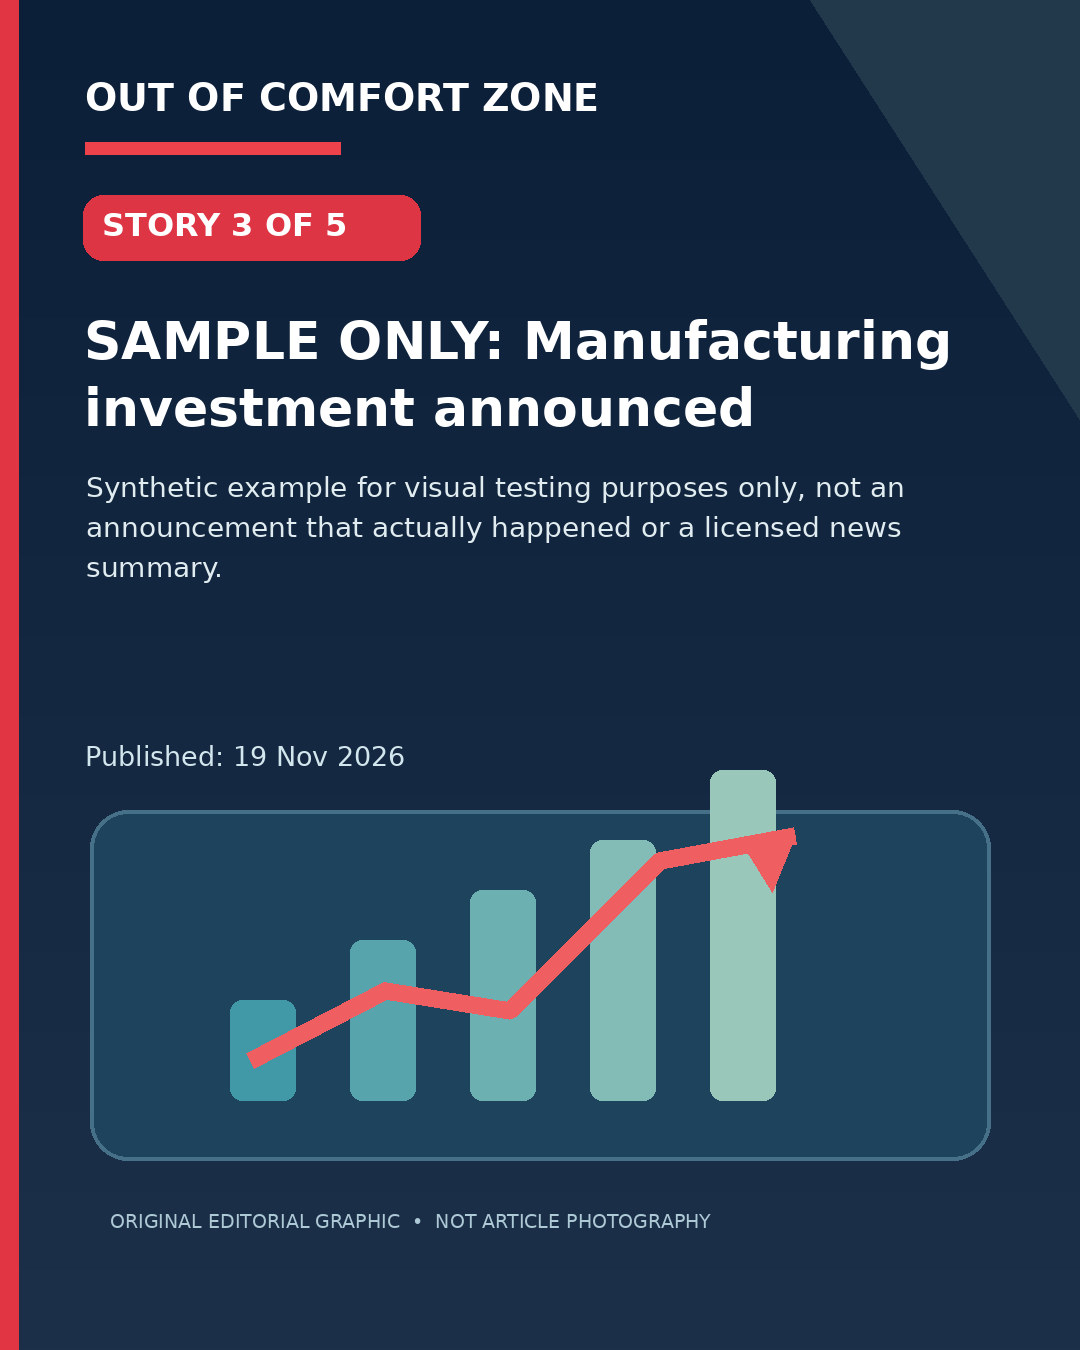 OUT OF COMFORT ZONE
STORY 3 OF 5
SAMPLE ONLY: Manufacturing
investment announced
Synthetic example for visual testing purposes only, not an
announcement that actually happened or a licensed news
summary.
Published: 19 Nov 2026
ORIGINAL EDITORIAL GRAPHIC • NOT ARTICLE PHOTOGRAPHY